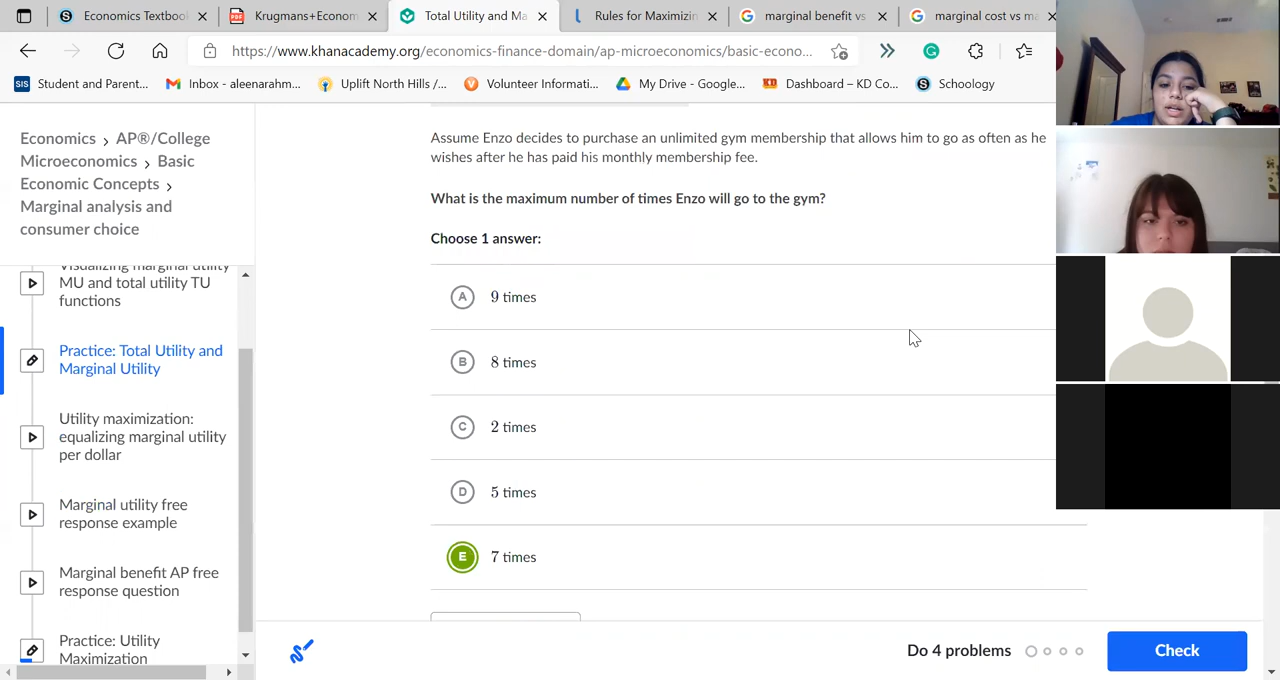 Economics Textbool
Krugmans+Econom
Total Utility and Ma
Rules for Maximizin
marginal benefit vs
marginal cost vs ma
https://www.khanacademy.org/economics-finance-domain/ap-microeconomics/basic-econo...
SIS Student and Parent...
Inbox - aleenarahm...
Uplift North Hills /...
Volunteer Informati...
My Drive - Google...
KD Dashboard – KD Co...
S Schoology
Economics > AP®/College
Microeconomics > Basic
Economic Concepts >
Marginal analysis and
consumer choice
Visualizing marginal utility
MU and total utility TU
functions
Practice: Total Utility and
Marginal Utility
Utility maximization:
equalizing marginal utility
per dollar
Marginal utility free
response example
Marginal benefit AP free
response question
Practice: Utility
Maximization
Assume Enzo decides to purchase an unlimited gym membership that allows him to go as often as he
wishes after he has paid his monthly membership fee.
What is the maximum number of times Enzo will go to the gym?
Choose 1 answer:
A 9 times
B 8 times
C 2 times
D 5 times
E 7 times
Do 4 problems
Check